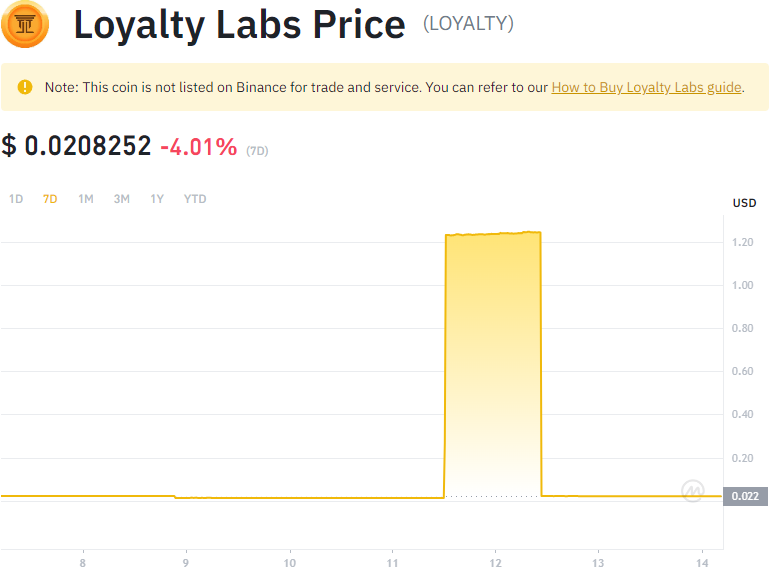 Loyalty Labs Price (LOYALTY)
Note: This coin is not listed on Binance for trade and service. You can refer to our How to Buy Loyalty Labs guide.
$ 0.0208252 -4.01% (7D)
1D 7D 1M 3M 1Y YTD
USD
1.20
1.00
0.80
0.60
0.40
0.20
0.022
8 9 10 11 12 13 14